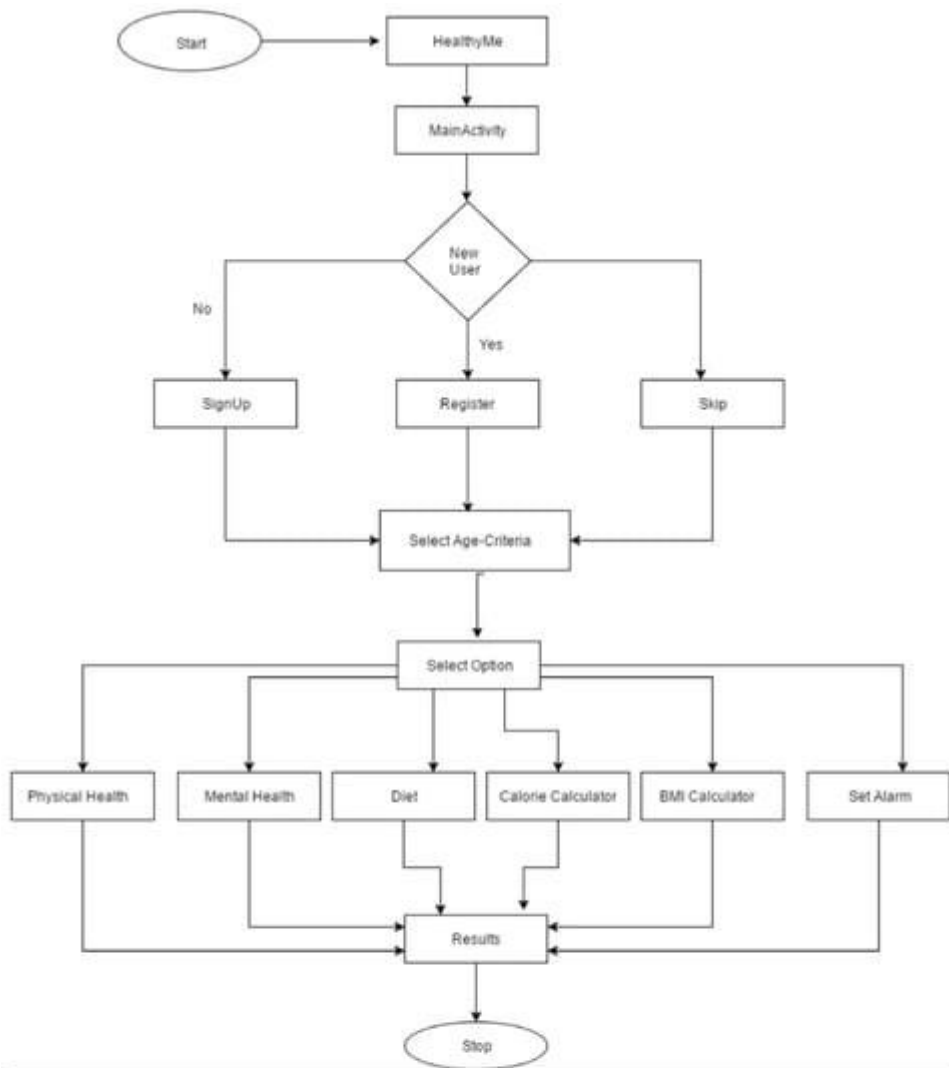 Start
HealthyMe
MainActivity
New
User
No
Yes
SignUp
Register
Skip
Select Age-Criteria
Select Option
Physical Health
Mental Health
Diet
Calorie Calculator
BMI Calculator
Set Alarm
Results
Stop